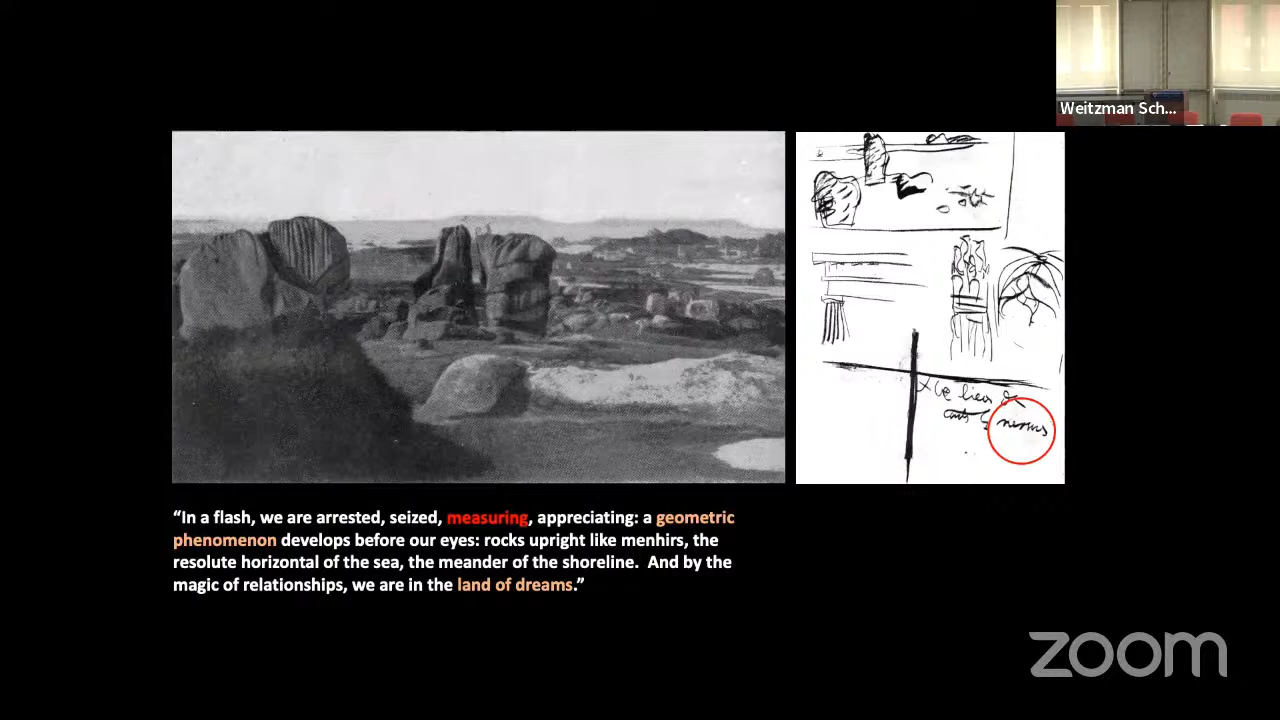 Weitzman Sch...
"In a flash, we are arrested, seized, measuring, appreciating: a geometric
phenomenon develops before our eyes: rocks upright like menhirs, the
resolute horizontal of the sea, the meander of the shoreline.  And by the
magic of relationships, we are in the land of dreams."
zoom